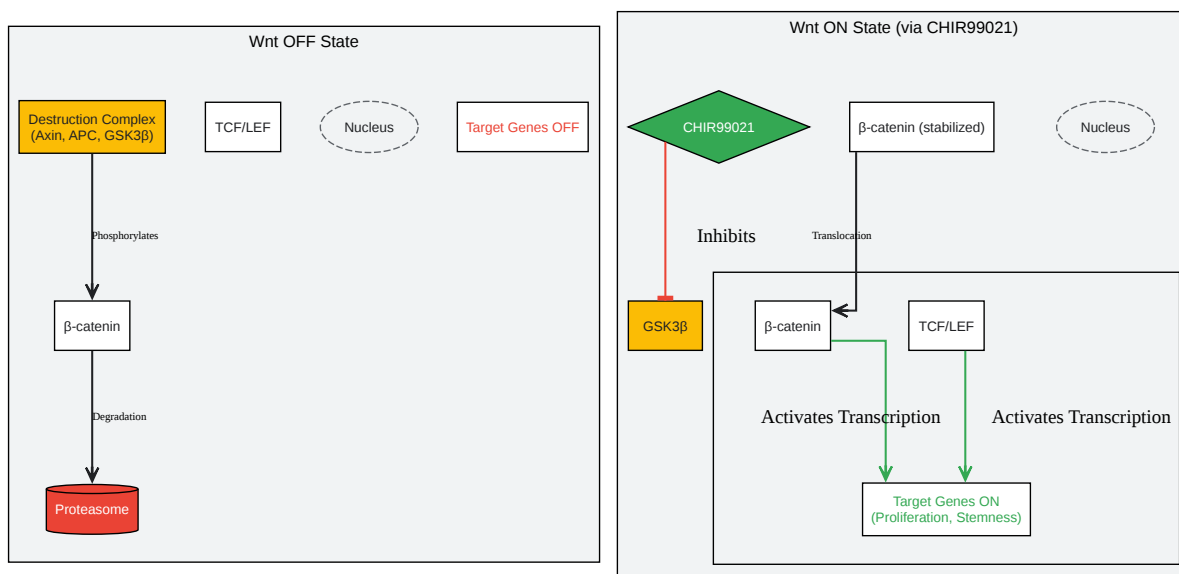 Wnt OFF State
Destruction Complex
(Axin, APC, GSK3β)
TCF/LEF
Nucleus
Target Genes OFF
Phosphorylates
β-catenin
Degradation
Proteasome
Wnt ON State (via CHIR99021)
CHIR99021
β-catenin (stabilized)
Nucleus
Inhibits
Translocation
GSK3β
β-catenin
TCF/LEF
Activates Transcription
Activates Transcription
Target Genes ON
(Proliferation, Stemness)